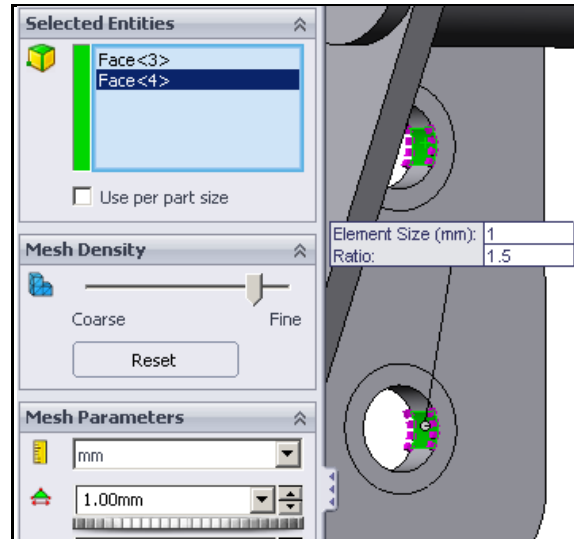 Selected Entities
Face<3>
Face<4>
Use per part size
Element Size (mm): 1
Ratio: 1.5
Mesh Density
Coarse Fine
Reset
Mesh Parameters
mm
1.00mm